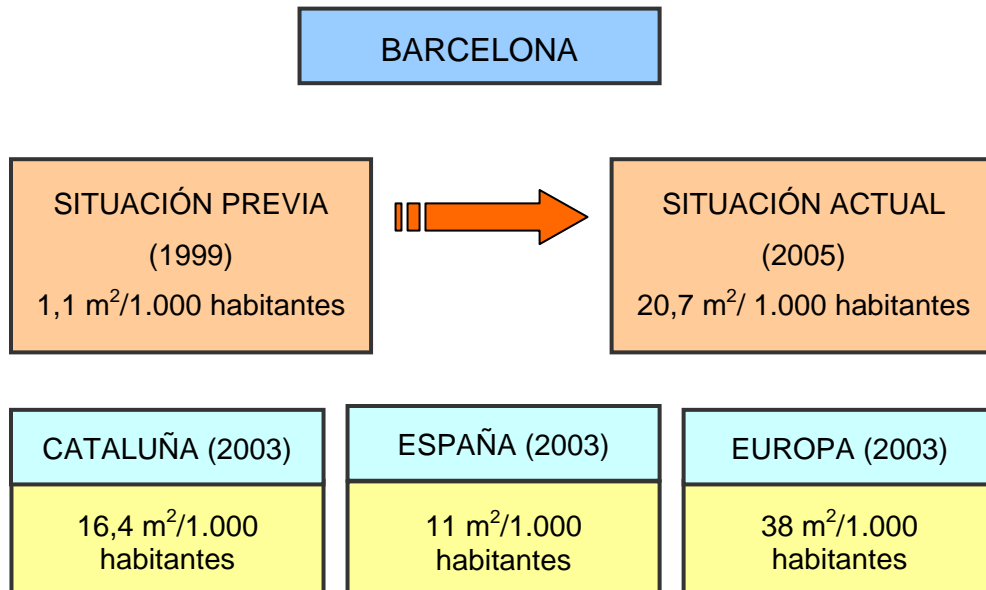 BARCELONA
SITUACIÓN PREVIA
(1999)
1,1 m²/1.000 habitantes
SITUACIÓN ACTUAL
(2005)
20,7 m²/ 1.000 habitantes
CATALUÑA (2003)
16,4 m²/1.000
habitantes
ESPAÑA (2003)
11 m²/1.000
habitantes
EUROPA (2003)
38 m²/1.000
habitantes